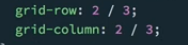 grid-row: 2 / 3;
grid-column: 2 / 3;